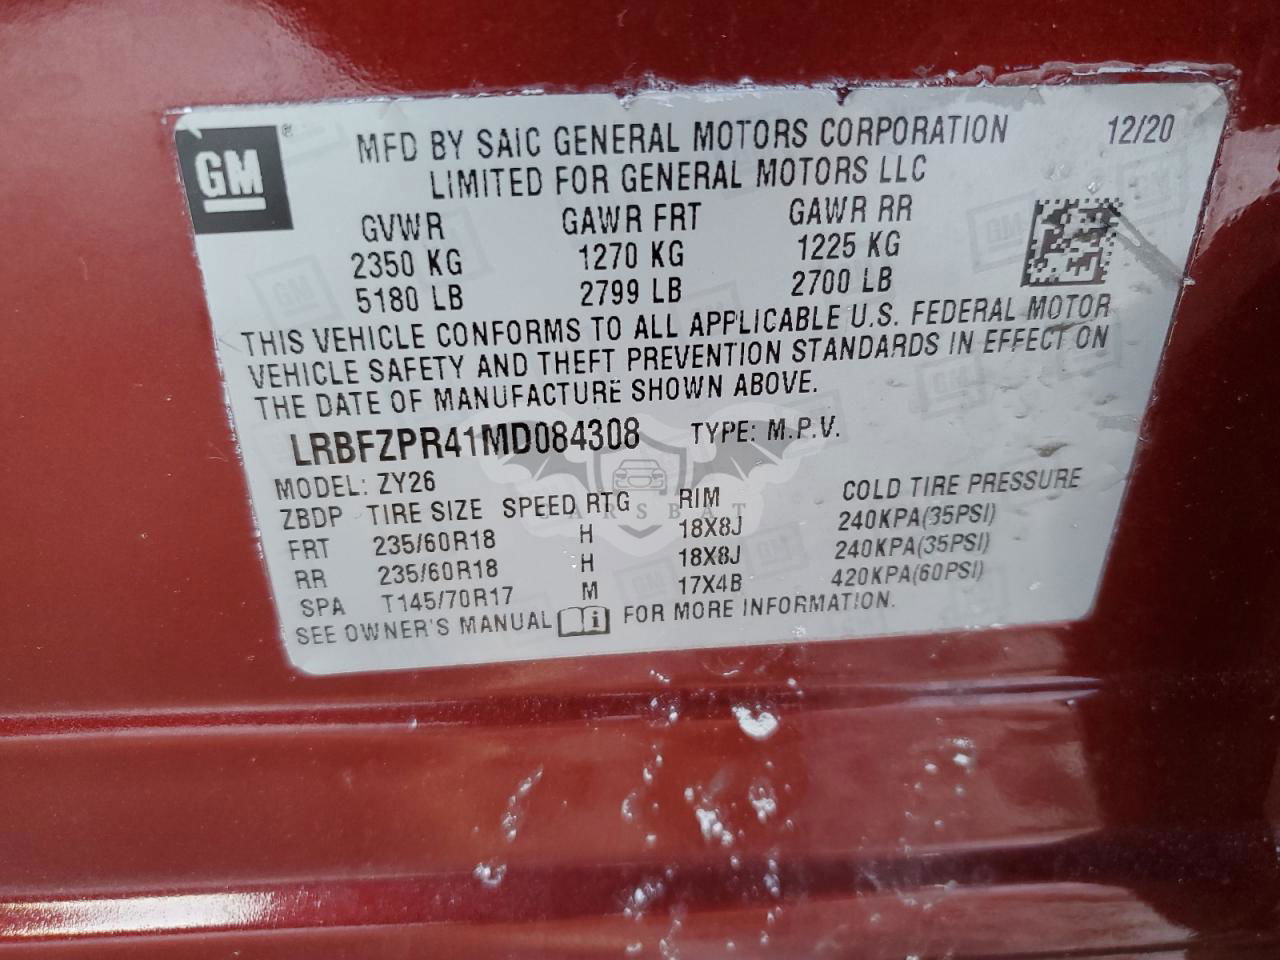 GM ® MFD BY SAIC GENERAL MOTORS CORPORATION 12/20
LIMITED FOR GENERAL MOTORS LLC
GVWR GAWR FRT GAWR RR
2350 KG 1270 KG 1225 KG
5180 LB 2799 LB 2700 LB
THIS VEHICLE CONFORMS TO ALL APPLICABLE U.S. FEDERAL MOTOR
VEHICLE SAFETY AND THEFT PREVENTION STANDARDS IN EFFECT ON
THE DATE OF MANUFACTURE SHOWN ABOVE.
LRBFZPR41MD084308 TYPE: M.P.V.
MODEL: ZY26
ZBDP TIRE SIZE SPEED RTG RIM COLD TIRE PRESSURE
FRT 235/60R18 H 18X8J 240KPA(35PSI)
RR 235/60R18 H 18X8J 240KPA(35PSI)
SPA T145/70R17 M 17X4B 420KPA(60PSI)
SEE OWNER'S MANUAL i FOR MORE INFORMATION.
CARSBAT